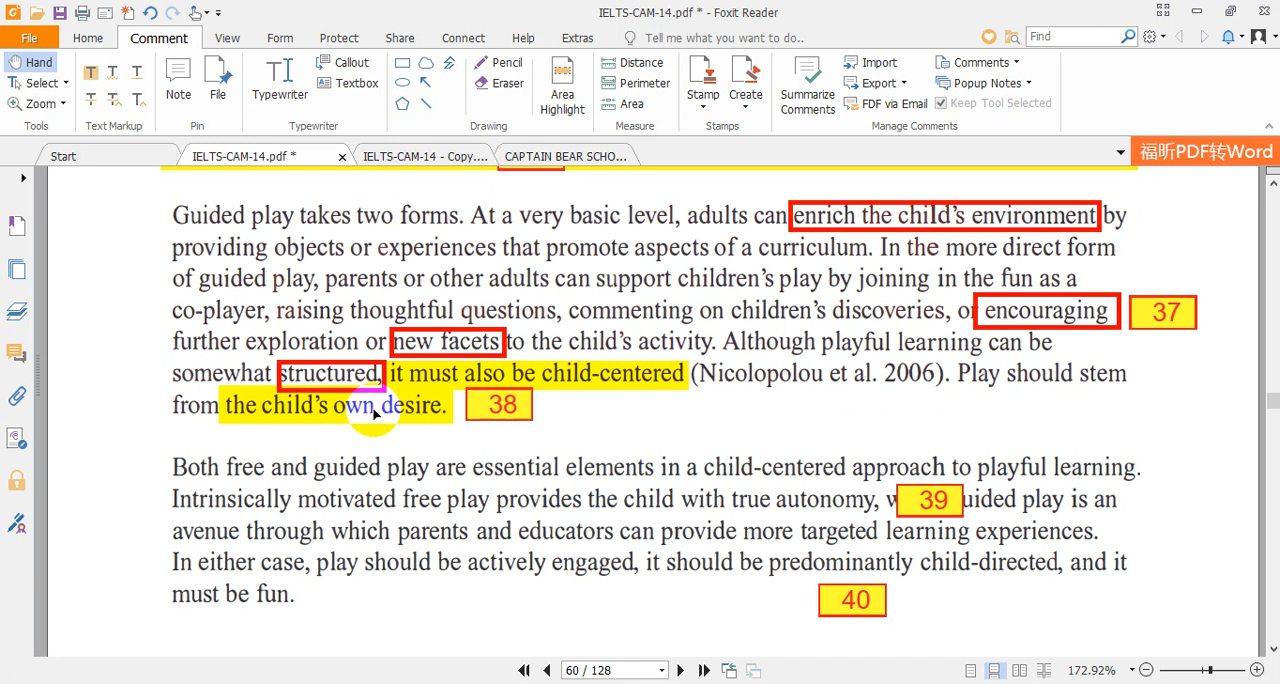 IELTS-CAM-14.pdf * - Foxit Reader
File Home Comment View Form Protect Share Connect Help Extras Tell me what you want to do.. Find
Hand
Select
Zoom
Tools
Text Markup
Note
File
Pin
Typewriter
Callout
Textbox
Typewriter
Pencil
Eraser
Drawing
Area
Highlight
Distance
Perimeter
Area
Measure
Stamp
Create
Stamps
Summarize
Comments
Import
Export
FDF via Email
Comments
Popup Notes
Keep Tool Selected
Manage Comments
Start IELTS-CAM-14.pdf * IELTS-CAM-14 - Copy.... CAPTAIN BEAR SCHO... 福昕PDF转Word
Guided play takes two forms. At a very basic level, adults can enrich the child's environment by
providing objects or experiences that promote aspects of a curriculum. In the more direct form
of guided play, parents or other adults can support children's play by joining in the fun as a
co-player, raising thoughtful questions, commenting on children's discoveries, or encouraging 37
further exploration or new facets to the child's activity. Although playful learning can be
somewhat structured, it must also be child-centered (Nicolopolou et al. 2006). Play should stem
from the child's own desire. 38
Both free and guided play are essential elements in a child-centered approach to playful learning.
Intrinsically motivated free play provides the child with true autonomy, 39 guided play is an
avenue through which parents and educators can provide more targeted learning experiences.
In either case, play should be actively engaged, it should be predominantly child-directed, and it
must be fun.
40
60 / 128 172.92%